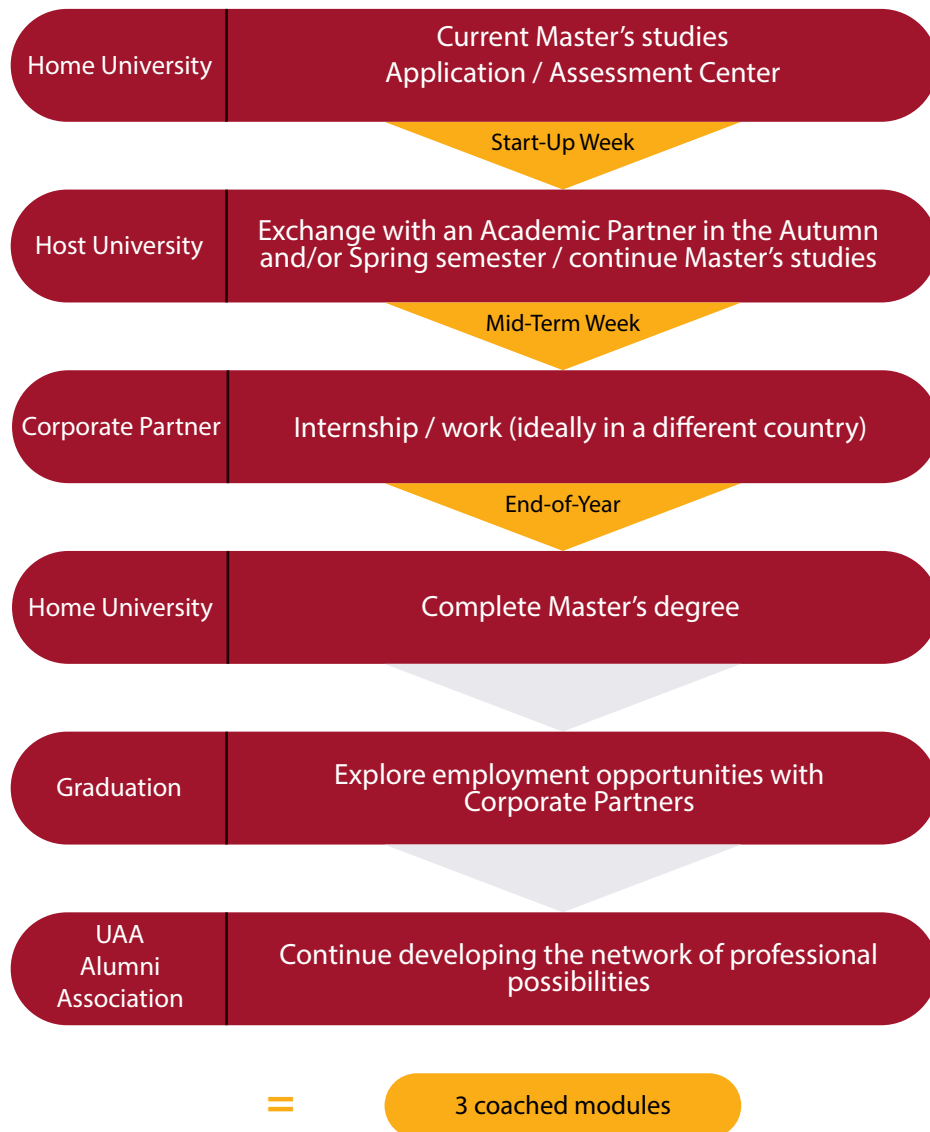 Home University
Current Master’s studies
Application / Assessment Center
Start-Up Week
Host University
Exchange with an Academic Partner in the Autumn
and/or Spring semester / continue Master’s studies
Mid-Term Week
Corporate Partner
Internship / work (ideally in a different country)
End-of-Year
Home University
Complete Master’s degree
Graduation
Explore employment opportunities with
Corporate Partners
UAA
Alumni
Association
Continue developing the network of professional
possibilities
=
3 coached modules